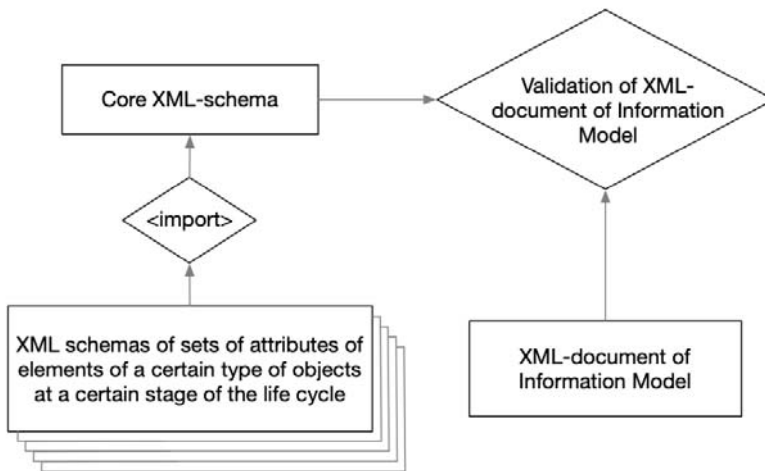 Core XML-schema
Validation of XML-
document of Information
Model
<import>
XML schemas of sets of attributes of
elements of a certain type of objects
at a certain stage of the life cycle
XML-document of
Information Model